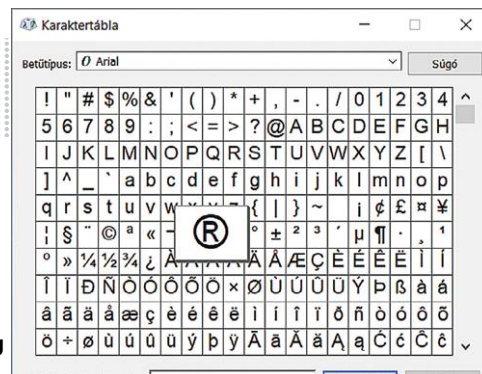 Karaktertábla
Betűtípus: O Arial Súgó
! " # $ % & ' ( ) * + , - . / 0 1 2 3 4
5 6 7 8 9 : ; < = > ? @ A B C D E F G H
I J K L M N O P Q R S T U V W X Y Z [ \
] ^ _ ` a b c d e f g h i j k l m n o p
q r s t u v w { | } ~ ¡ ¢ £ ¤ ¥
¦ § ¨ © ª « ® ° ± ² ³ ´ µ ¶ · ¸ ¹
º » ¼ ½ ¾ ¿ À Ä Å Æ Ç È É Ê Ë Ì Í
Î Ï Ð Ñ Ò Ó Ô Õ Ö × Ø Ù Ú Û Ü Ý Þ ß à á
â ã ä å æ ç è é ê ë ì í î ï ð ñ ò ó ô õ
ö ÷ ø ù ú û ü ý þ ÿ Ā ā Ă ă Ą ą Ć ć Ĉ ĉ